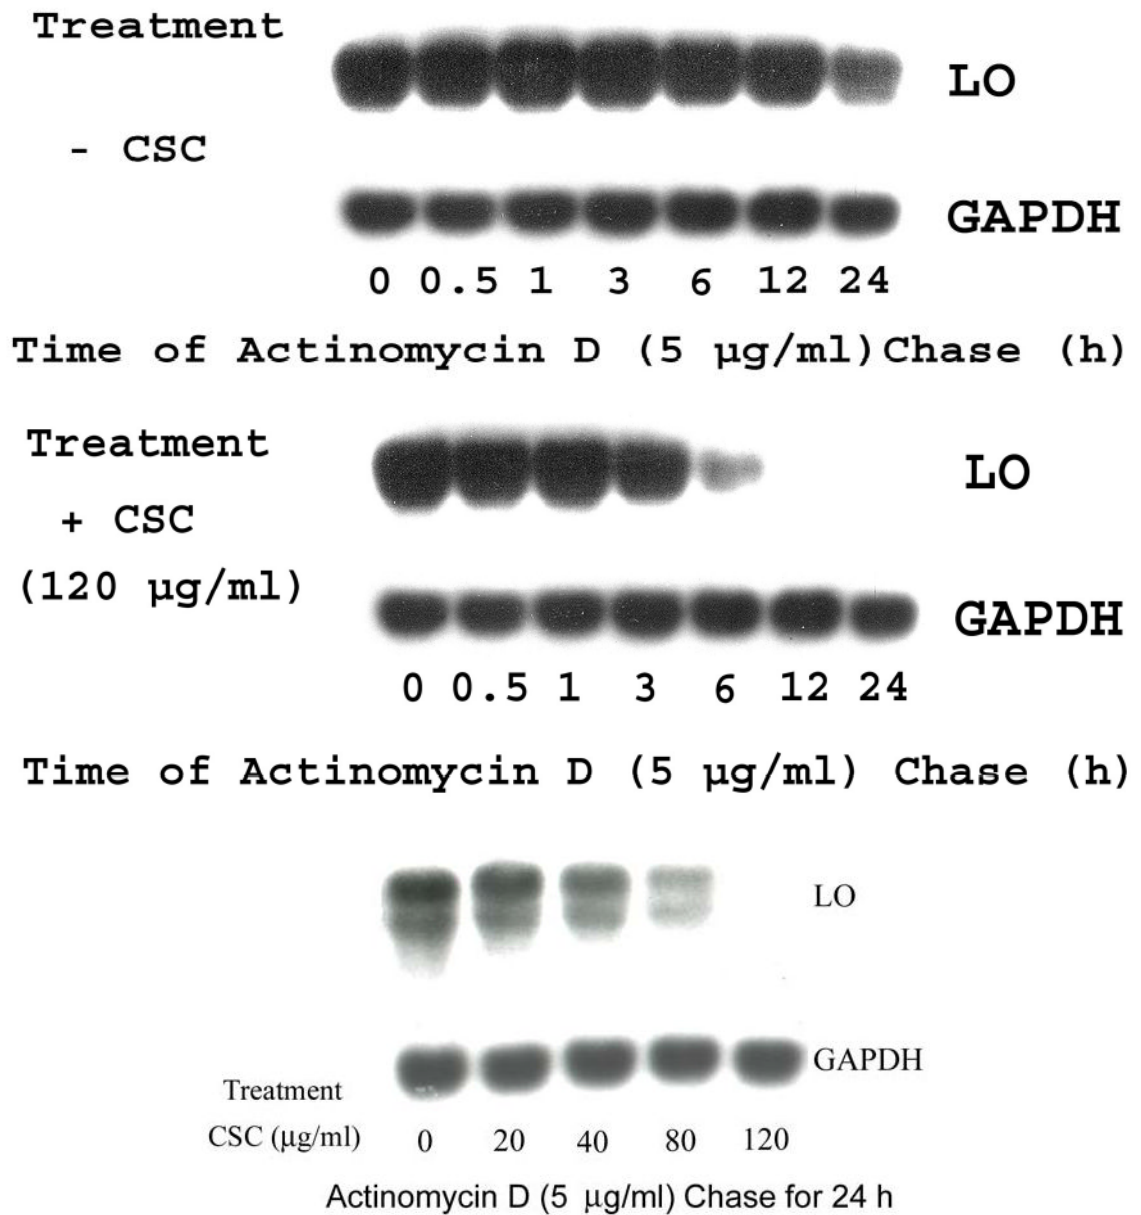 Treatment
LO
- CSC
GAPDH
0 0.5 1 3 6 12 24
Time of Actinomycin D (5 µg/ml)Chase (h)
Treatment
LO
+ CSC
(120 µg/ml)
GAPDH
0 0.5 1 3 6 12 24
Time of Actinomycin D (5 µg/ml) Chase (h)
LO
GAPDH
Treatment
CSC (µg/ml) 0 20 40 80 120
Actinomycin D (5 µg/ml) Chase for 24 h